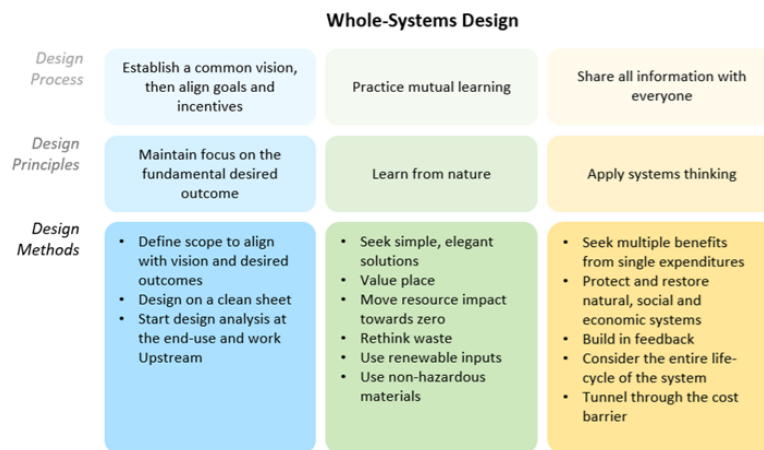 Whole-Systems Design
Design
Process
Establish a common vision,
then align goals and
incentives
Practice mutual learning
Share all information with
everyone
Design
Principles
Maintain focus on the
fundamental desired
outcome
Learn from nature
Apply systems thinking
Design
Methods
• Define scope to align
with vision and desired
outcomes
• Design on a clean sheet
• Start design analysis at
the end-use and work
Upstream
• Seek simple, elegant
solutions
• Value place
• Move resource impact
towards zero
• Rethink waste
• Use renewable inputs
• Use non-hazardous
materials
• Seek multiple benefits
from single expenditures
• Protect and restore
natural, social and
economic systems
• Build in feedback
• Consider the entire life-
cycle of the system
• Tunnel through the cost
barrier